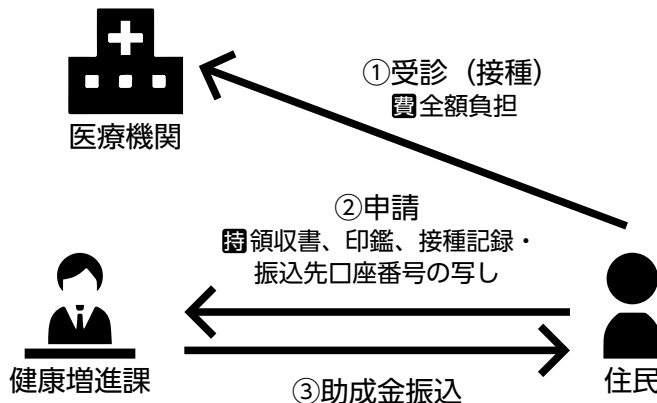 ①受診（接種）
費全額負担
医療機関
②申請
持領収書、印鑑、接種記録・
振込先口座番号の写し
健康増進課
住民
③助成金振込